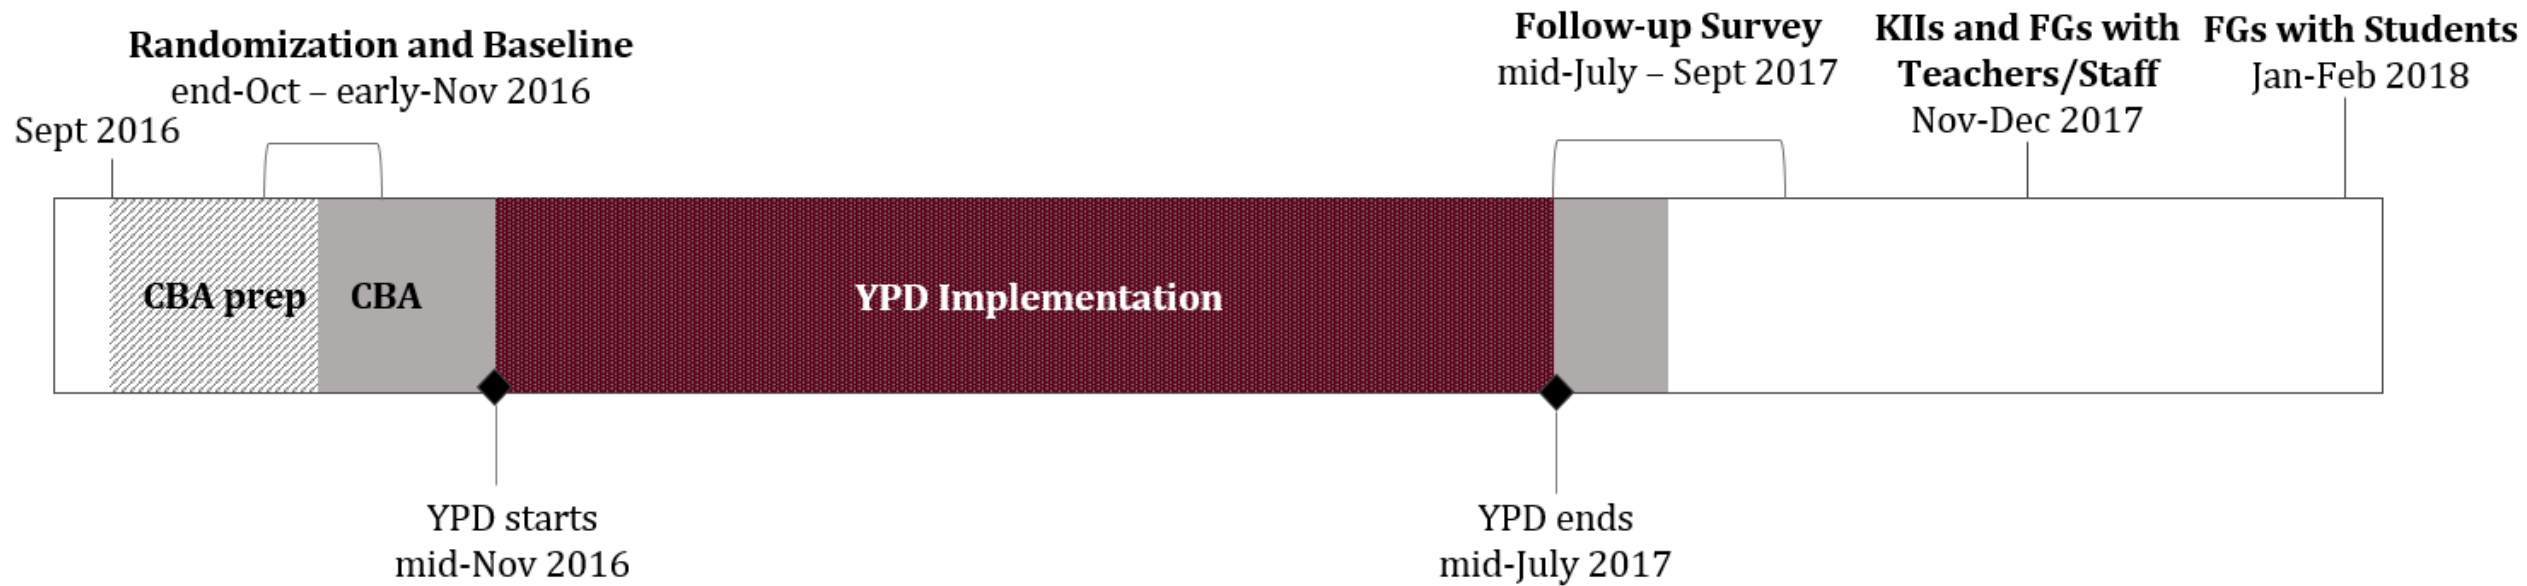 Randomization and Baseline
end-Oct – early-Nov 2016
Sept 2016
Follow-up Survey
mid-July – Sept 2017
KIIs and FGs with
Teachers/Staff
Nov-Dec 2017
FGs with Students
Jan-Feb 2018
CBA prep
CBA
YPD Implementation
YPD starts
mid-Nov 2016
YPD ends
mid-July 2017